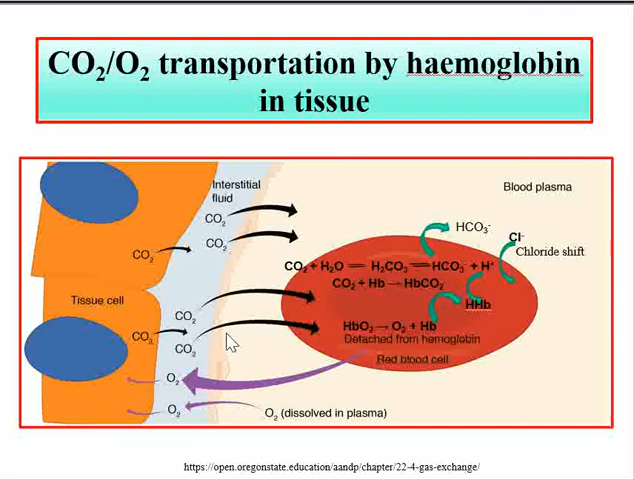 CO₂/O₂ transportation by haemoglobin
in tissue
Interstitial
fluid
Blood plasma
CO₂
CO₂
CO₂
HCO₃⁻
Cl⁻
Chloride shift
CO₂ + H₂O ═ H₂CO₃ ═ HCO₃⁻ + H⁺
CO₂ + Hb → HbCO₂
Tissue cell
CO₂
HHb
HbO₂→ O₂ + Hb
CO₂
CO₂
Detached from hemoglobin
Red blood cell
O₂
O₂
O₂ (dissolved in plasma)
https://open.oregonstate.education/aandp/chapter/22-4-gas-exchange/